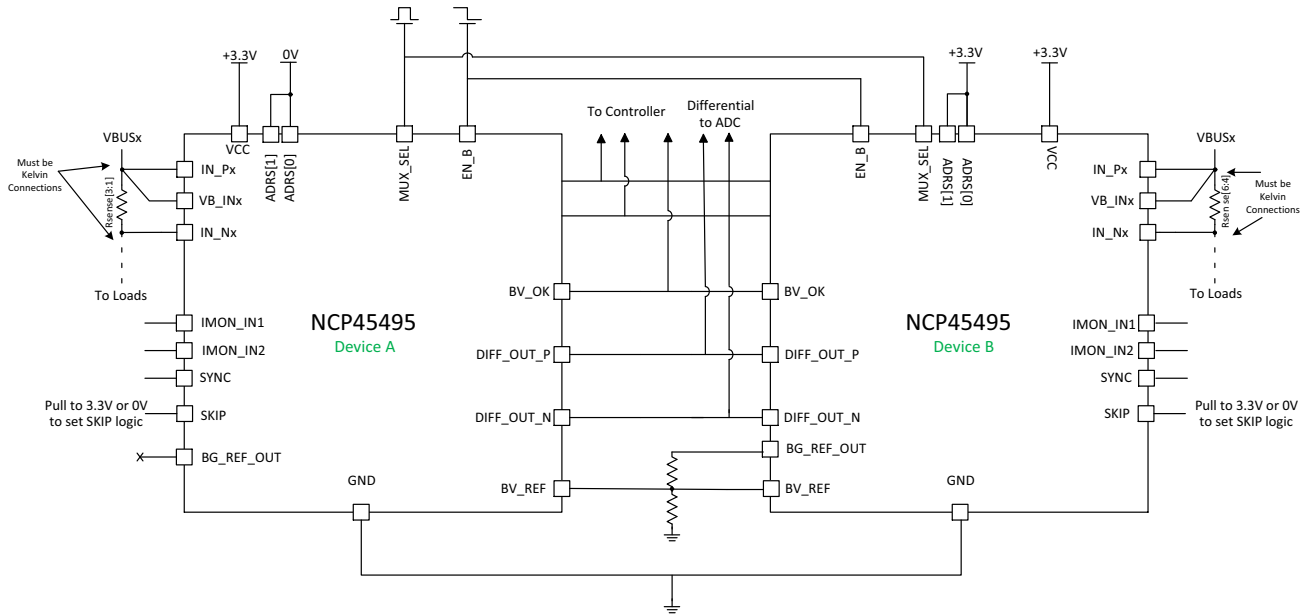 +3.3V
0V
+3.3V
+3.3V
To Controller
Differential
to ADC
VBUSx
VCC
ADRS[1]
ADRS[0]
MUX_SEL
EN_B
EN_B
MUX_SEL
ADRS[1]
ADRS[0]
VCC
VBUSx
Must be
Kelvin
Connections
Rsense[3:1]
IN_Px
VB_INx
IN_Nx
IN_Px
VB_INx
IN_Nx
Rsen se[6:4]
Must be
Kelvin
Connections
To Loads
To Loads
BV_OK
BV_OK
NCP45495
Device A
NCP45495
Device B
IMON_IN1
IMON_IN2
SYNC
SKIP
Pull to 3.3V or 0V
to set SKIP logic
BG_REF_OUT
X
DIFF_OUT_P
DIFF_OUT_N
BV_REF
DIFF_OUT_P
DIFF_OUT_N
BG_REF_OUT
BV_REF
IMON_IN1
IMON_IN2
SYNC
SKIP
Pull to 3.3V or 0V
to set SKIP logic
GND
GND